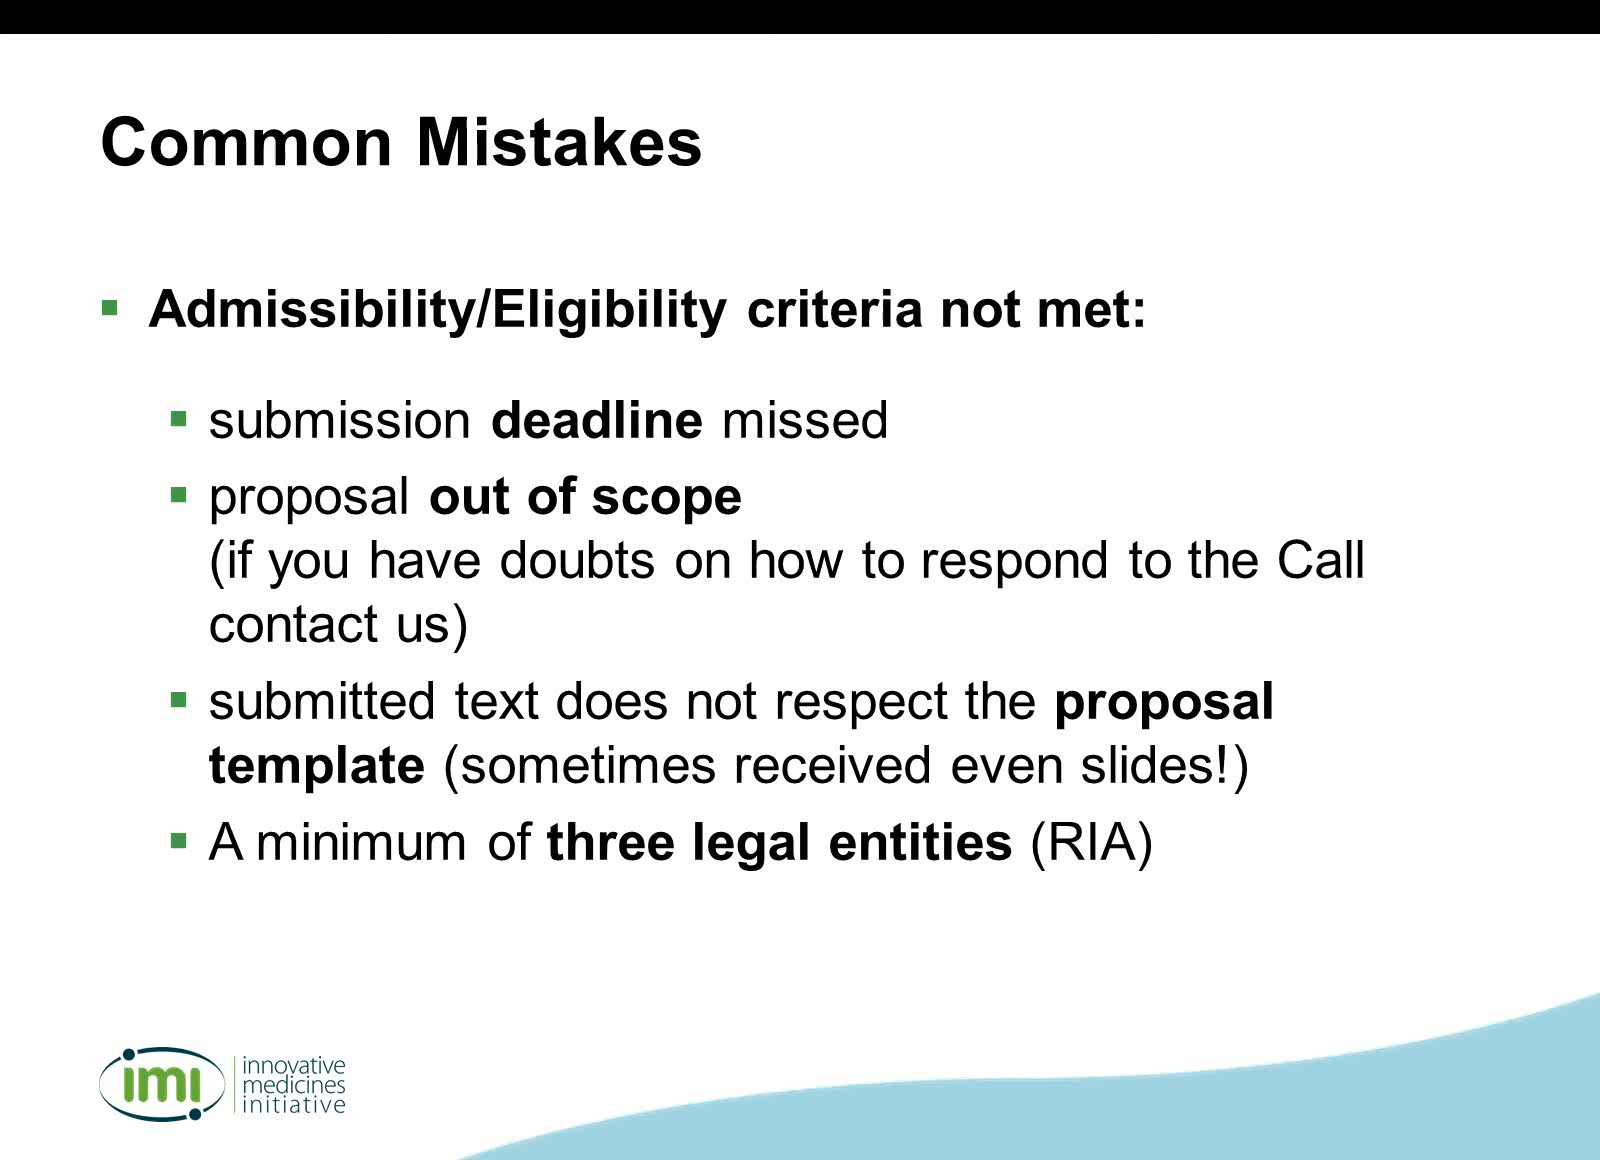 Common Mistakes
Admissibility/Eligibility criteria not met:
submission deadline missed
proposal out of scope
(if you have doubts on how to respond to the Call
contact us)
submitted text does not respect the proposal
template (sometimes received even slides!)
A minimum of three legal entities (RIA)
imi
innovative
medicines
initiative